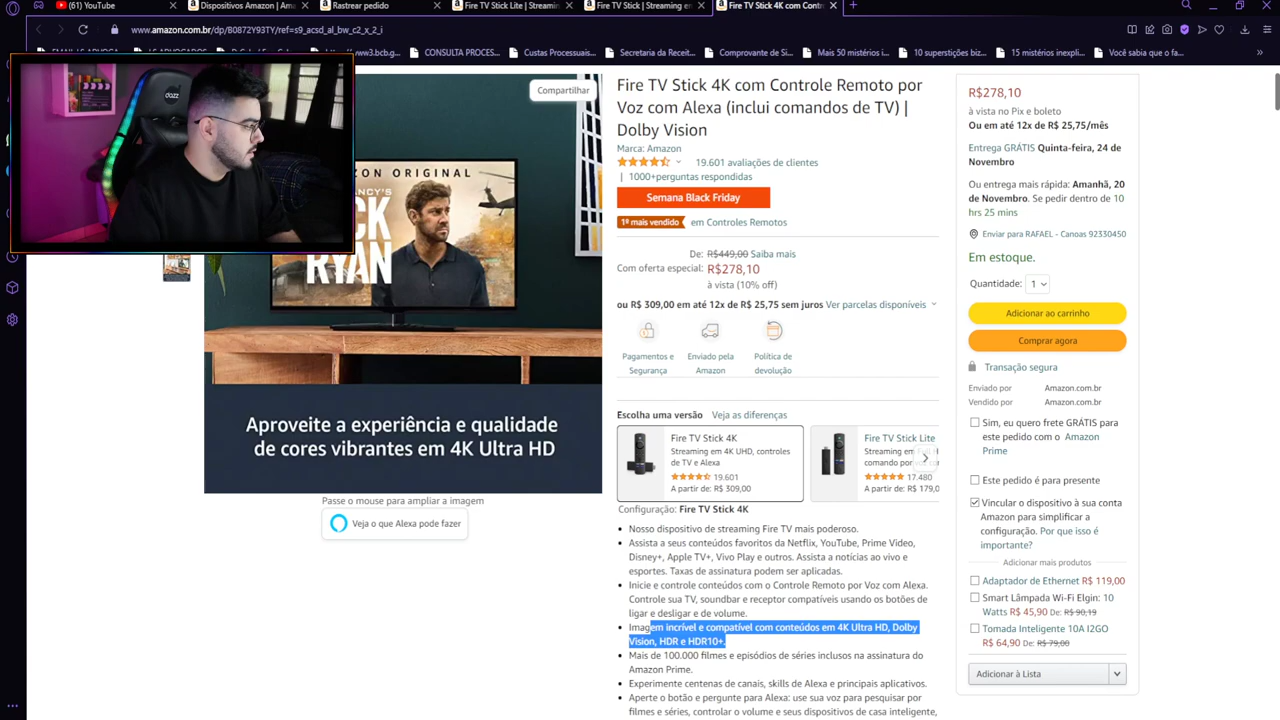 (61) YouTube
Dispositivos Amazon | Ama
Rastrear pedido
Fire TV Stick Lite | Streamin
Fire TV Stick | Streaming e
Fire TV Stick 4K com Contr
www.amazon.com.br/dp/B0872Y93TY/ref=s9_acsd_al_bw_c2_x_2_i
https://www3.bcb.g...
CONSULTA PROCES...
Custas Processuais...
Secretaria da Receit...
Comprovante de Si...
Mais 50 mistérios i...
10 superstições biz...
15 mistérios inexpli...
Você sabia que o fa...
dazz
Compartilhar
ZON ORIGINAL
NCY'S
CK
RYAN
Aproveite a experiência e qualidade
de cores vibrantes em 4K Ultra HD
Passe o mouse para ampliar a imagem
Veja o que Alexa pode fazer
Fire TV Stick 4K com Controle Remoto por
Voz com Alexa (inclui comandos de TV) |
Dolby Vision
Marca: Amazon
19.601 avaliações de clientes
| 1000+perguntas respondidas
Semana Black Friday
1º mais vendido em Controles Remotos
De: R$449,00 Saiba mais
Com oferta especial: R$278,10
à vista (10% off)
ou R$ 309,00 em até 12x de R$ 25,75 sem juros Ver parcelas disponíveis
Pagamentos e
Segurança
Enviado pela
Amazon
Política de
devolução
Escolha uma versão Veja as diferenças
Fire TV Stick 4K
Streaming em 4K UHD, controles
de TV e Alexa
19.601
A partir de: R$ 309,00
Fire TV Stick Lite
Streaming em Full H
comando por voz co
17.480
A partir de: R$ 179,0
Configuração: Fire TV Stick 4K
Nosso dispositivo de streaming Fire TV mais poderoso.
Assista a seus conteúdos favoritos da Netflix, YouTube, Prime Video,
Disney+, Apple TV+, Vivo Play e outros. Assista a notícias ao vivo e
esportes. Taxas de assinatura podem ser aplicadas.
Inicie e controle conteúdos com o Controle Remoto por Voz com Alexa.
Controle sua TV, soundbar e receptor compatíveis usando os botões de
ligar e desligar e de volume.
Imagem incrível e compatível com conteúdos em 4K Ultra HD, Dolby
Vision, HDR e HDR10+.
Mais de 100.000 filmes e episódios de séries inclusos na assinatura do
Amazon Prime.
Experimente centenas de canais, skills de Alexa e principais aplicativos.
Aperte o botão e pergunte para Alexa: use sua voz para pesquisar por
filmes e séries, controlar o volume e seus dispositivos de casa inteligente,
R$278,10
à vista no Pix e boleto
Ou em até 12x de R$ 25,75/mês
Entrega GRÁTIS Quinta-feira, 24 de
Novembro
Ou entrega mais rápida: Amanhã, 20
de Novembro. Se pedir dentro de 10
hrs 25 mins
Enviar para RAFAEL - Canoas 92330450
Em estoque.
Quantidade: 1
Adicionar ao carrinho
Comprar agora
Transação segura
Enviado por Amazon.com.br
Vendido por Amazon.com.br
Sim, eu quero frete GRÁTIS para
este pedido com o Amazon
Prime
Este pedido é para presente
Vincular o dispositivo à sua conta
Amazon para simplificar a
configuração. Por que isso é
importante?
Adicionar mais produtos
Adaptador de Ethernet R$ 119,00
Smart Lâmpada Wi-Fi Elgin: 10
Watts R$ 45,90 De: R$ 90,19
Tomada Inteligente 10A I2GO
R$ 64,90 De: R$ 79,00
Adicionar à Lista